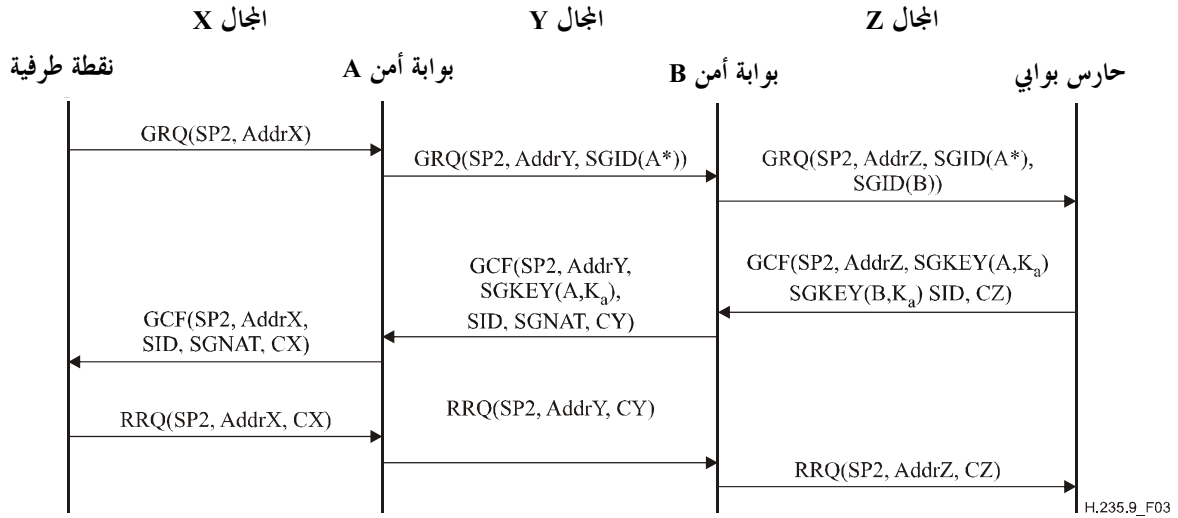 المجال X
المجال Y
المجال Z
نقطة طرفية
بوابة أمن A
بوابة أمن B
حارس بوابي
GRQ(SP2, AddrX)
GRQ(SP2, AddrY, SGID(A*))
GRQ(SP2, AddrZ, SGID(A*),
SGID(B))
GCF(SP2, AddrZ, SGKEY(A,Ka)
SGKEY(B,Ka) SID, CZ)
GCF(SP2, AddrY,
SGKEY(A,Ka),
SID, SGNAT, CY)
GCF(SP2, AddrX,
SID, SGNAT, CX)
RRQ(SP2, AddrX, CX)
RRQ(SP2, AddrY, CY)
RRQ(SP2, AddrZ, CZ)
H.235.9_F03